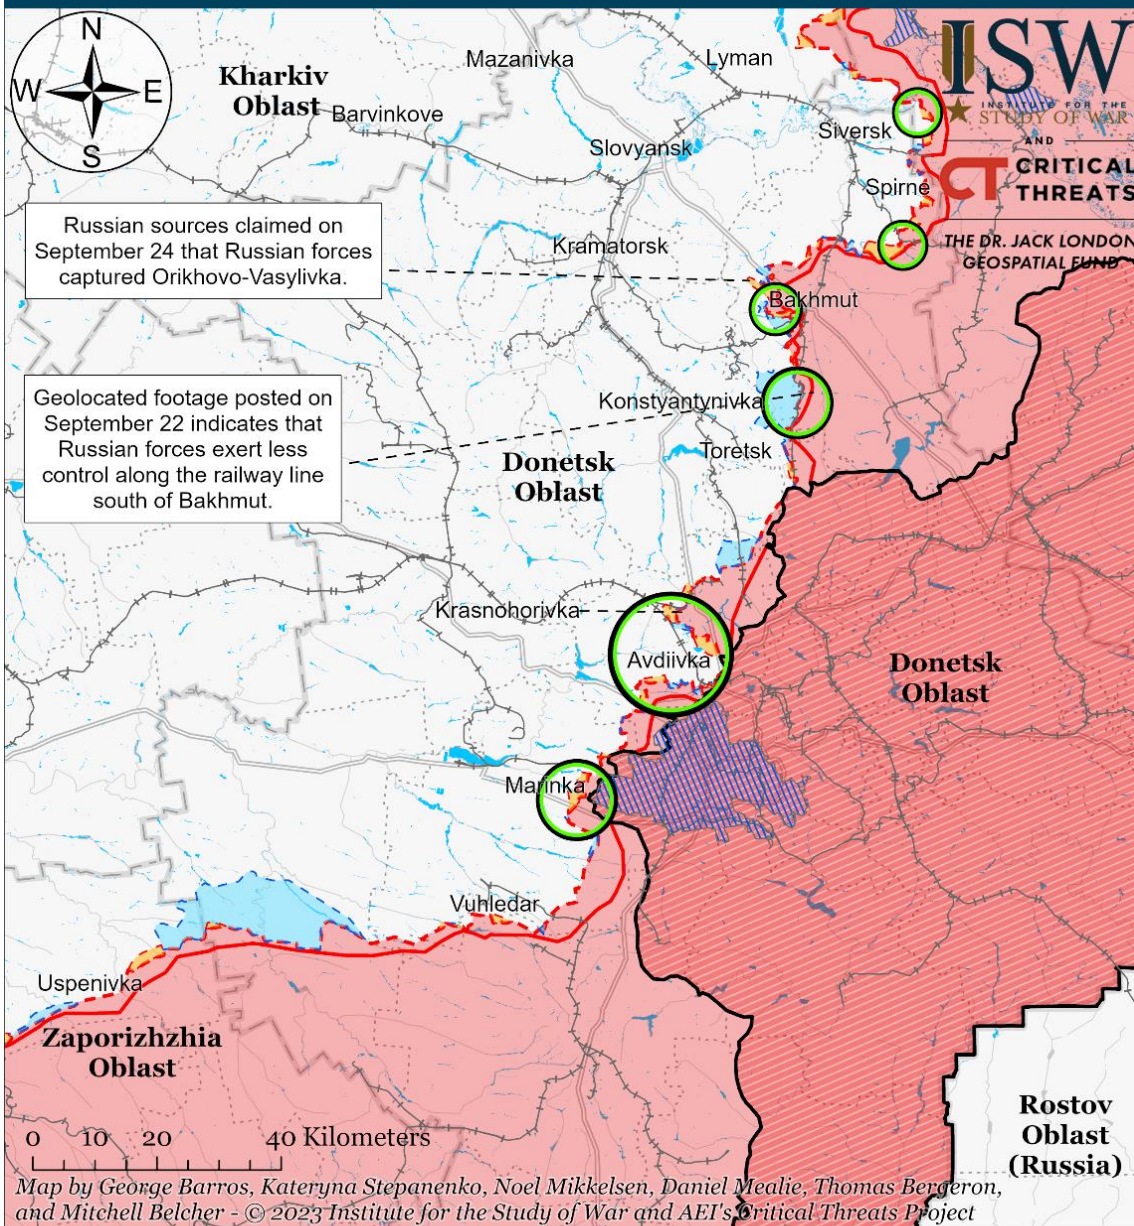 N
W
E
S
Kharkiv
Oblast
Mazanivka
Lyman
Barvinkove
Slovyansk
Siversk
Spirne
Kramatorsk
Bakhmut
ISW
INSTITUTE FOR THE
STUDY OF WAR
AND
CT CRITICAL
THREATS
THE DR. JACK LONDON
GEOSPATIAL FUND
Russian sources claimed on
September 24 that Russian forces
captured Orikhovo-Vasylivka.
Geolocated footage posted on
September 22 indicates that
Russian forces exert less
control along the railway line
south of Bakhmut.
Konstyantynivka
Toretsk
Donetsk
Oblast
Krasnohorivka
Avdiivka
Donetsk
Oblast
Marinka
Vuhledar
Uspenivka
Zaporizhzhia
Oblast
Rostov
Oblast
(Russia)
0 10 20 40 Kilometers
Map by George Barros, Kateryna Stepanenko, Noel Mikkelsen, Daniel Mealie, Thomas Bergeron,
and Mitchell Belcher - © 2023 Institute for the Study of War and AEI's Critical Threats Project